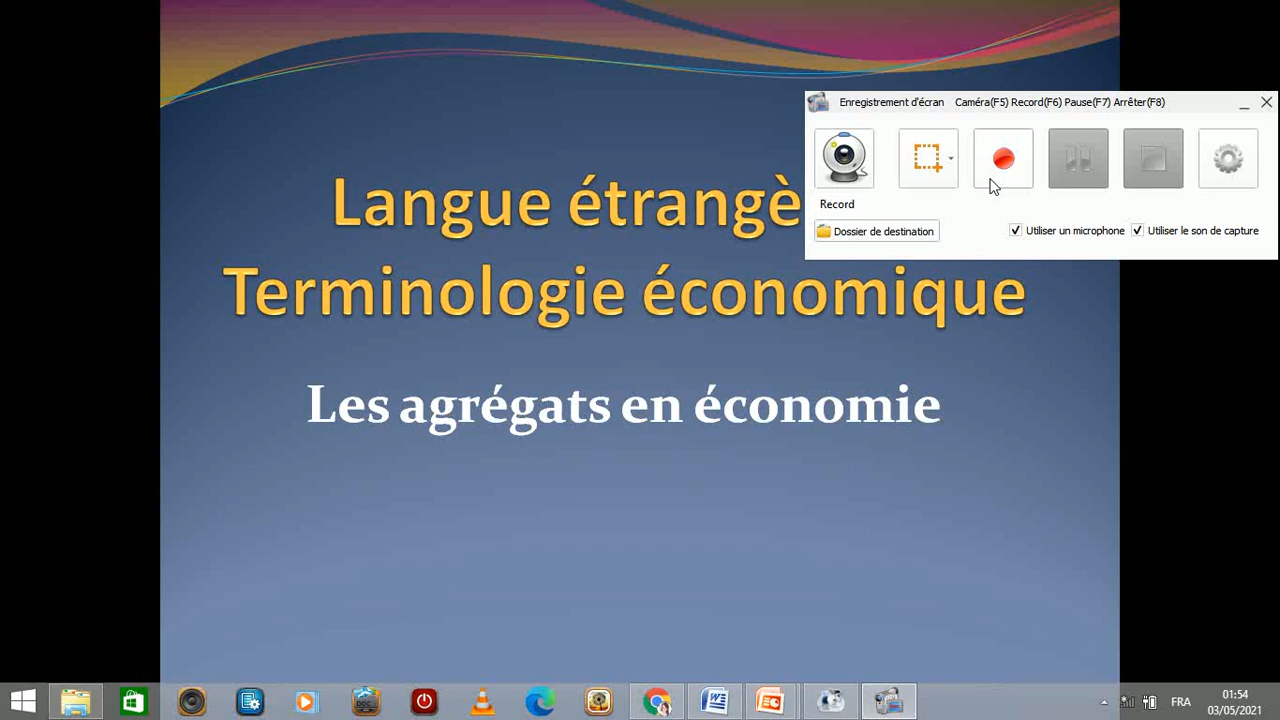 Enregistrement d'écran Caméra(F5) Record(F6) Pause(F7) Arrêter(F8)
Record
Dossier de destination
Utiliser un microphone
Utiliser le son de capture
Langue étrangè
Terminologie économique
Les agrégats en économie
DOC
FRA
01:54
03/05/2021